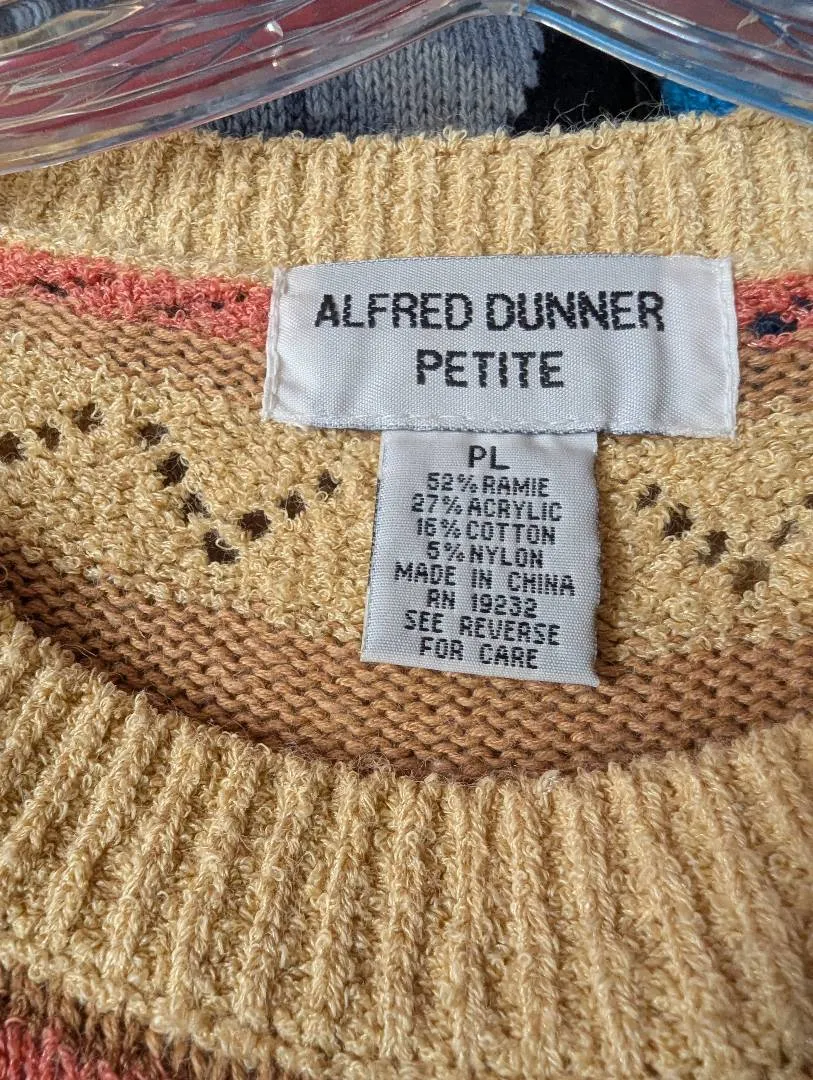 ALFRED DUNNER
PETITE
PL
52% RAMIE
27% ACRYLIC
16% COTTON
5% NYLON
MADE IN CHINA
RN 19232
SEE REVERSE
FOR CARE